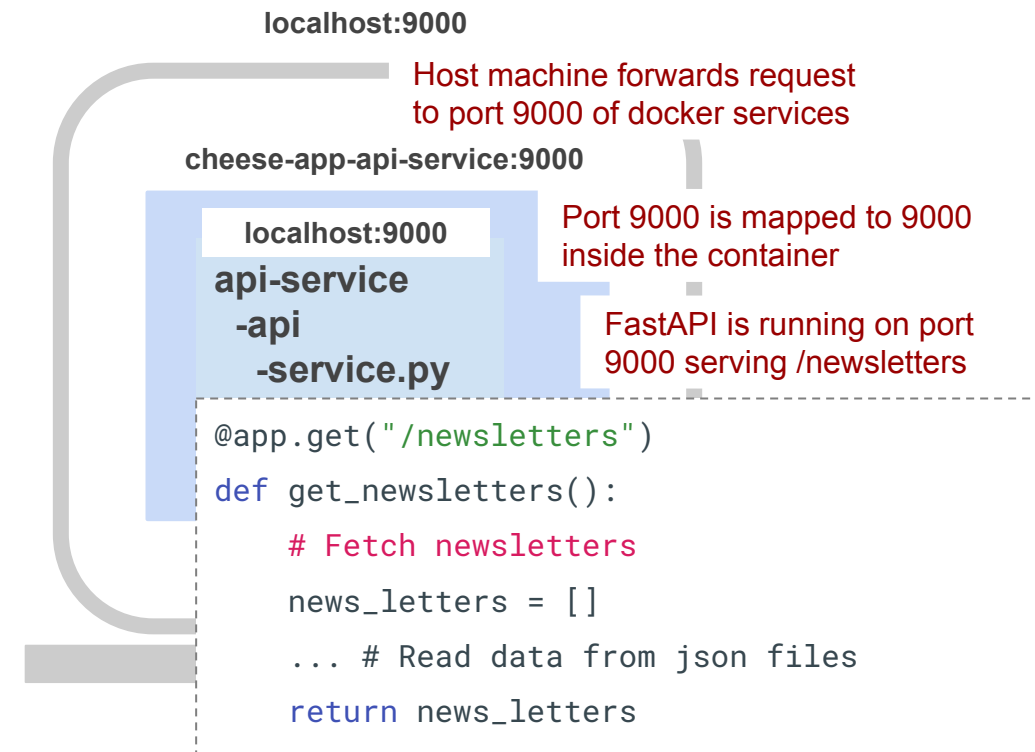 localhost:9000
Host machine forwards request
to port 9000 of docker services
cheese-app-api-service:9000
Port 9000 is mapped to 9000
inside the container
localhost:9000
api-service
-api
-service.py
FastAPI is running on port
9000 serving /newsletters
@app.get("/newsletters")
def get_newsletters():
    # Fetch newsletters
    news_letters = []
    ... # Read data from json files
    return news_letters